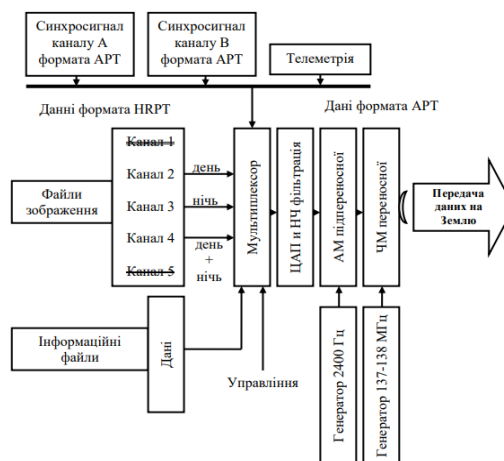 Синхросигнал
каналу А
формата АРТ
Синхросигнал
каналу В
формата АРТ
Телеметрія
Данні формата HRPT
Дані формата АРТ
Файли
зображення
Канал 1
Канал 2
Канал 3
Канал 4
Канал 5
день
нічь
день
+
нічь
Мультиплексор
ЦАП и НЧ фільтрація
АМ підпереносної
ЧМ переносної
Передача
даних на
Землю
Інформаційні
файли
Дані
Управління
Генератор 2400 Гц
Генератор 137-138 МГц